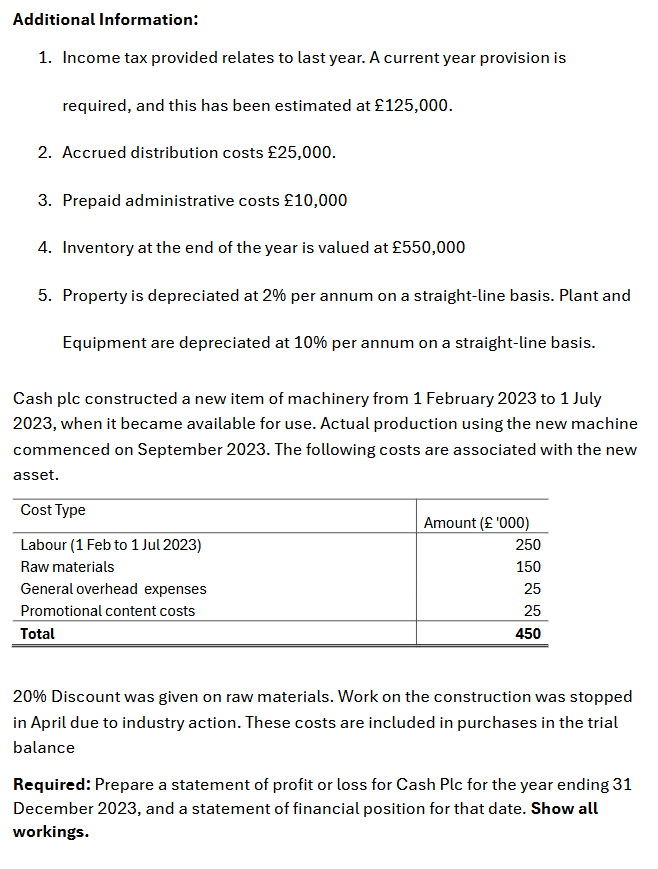 Additional Information:
1. Income tax provided relates to last year. A current year provision is
required, and this has been estimated at £125,000.
2. Accrued distribution costs £25,000.
3. Prepaid administrative costs £10,000
4. Inventory at the end of the year is valued at £550,000
5. Property is depreciated at 2% per annum on a straight-line basis. Plant and
Equipment are depreciated at 10% per annum on a straight-line basis.
Cash plc constructed a new item of machinery from 1 February 2023 to 1 July
2023, when it became available for use. Actual production using the new machine
commenced on September 2023. The following costs are associated with the new
asset.
Cost Type
Amount (£ '000)
Labour (1 Feb to 1 Jul 2023) 250
Raw materials 150
General overhead expenses 25
Promotional content costs 25
Total 450
20% Discount was given on raw materials. Work on the construction was stopped
in April due to industry action. These costs are included in purchases in the trial
balance
Required: Prepare a statement of profit or loss for Cash Plc for the year ending 31
December 2023, and a statement of financial position for that date. Show all
workings.